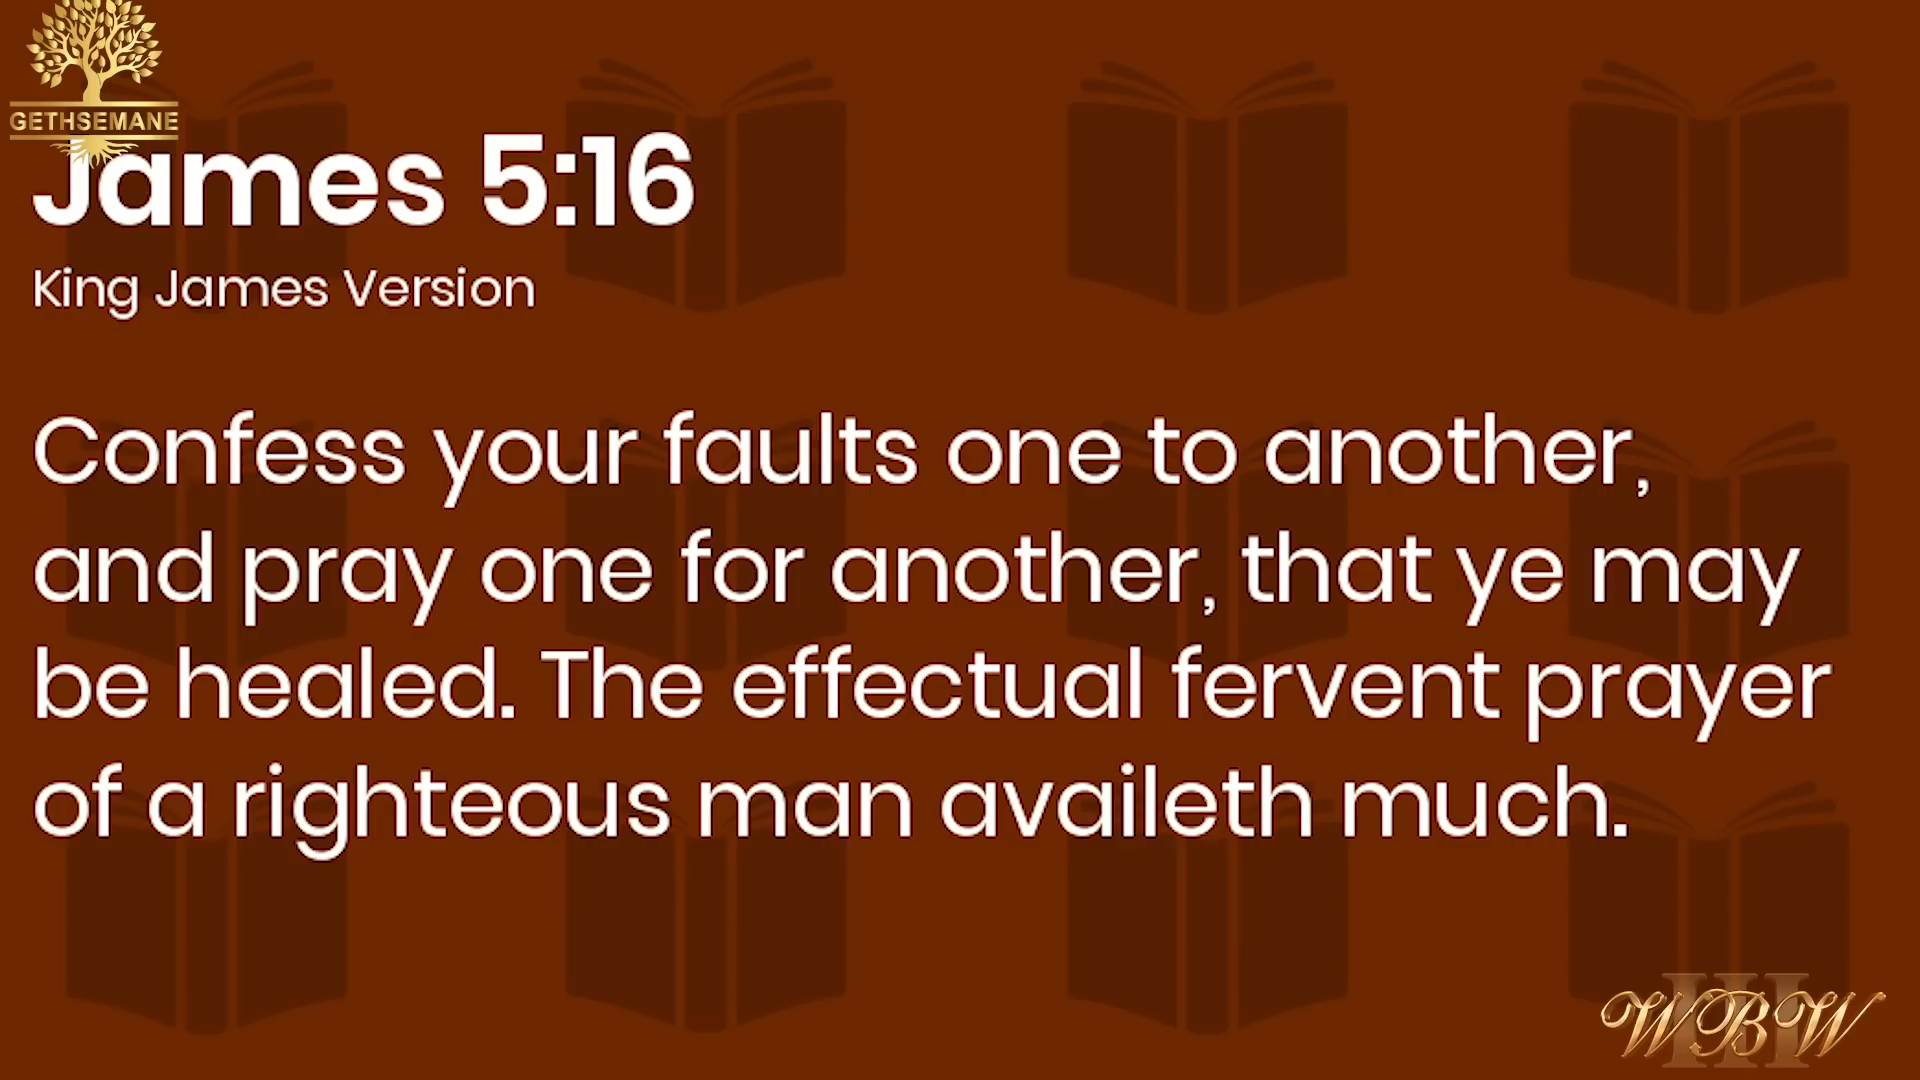 GETHSEMANE
James 5:16
King James Version
Confess your faults one to another,
and pray one for another, that ye may
be healed. The effectual fervent prayer
of a righteous man availeth much.
III
WBW